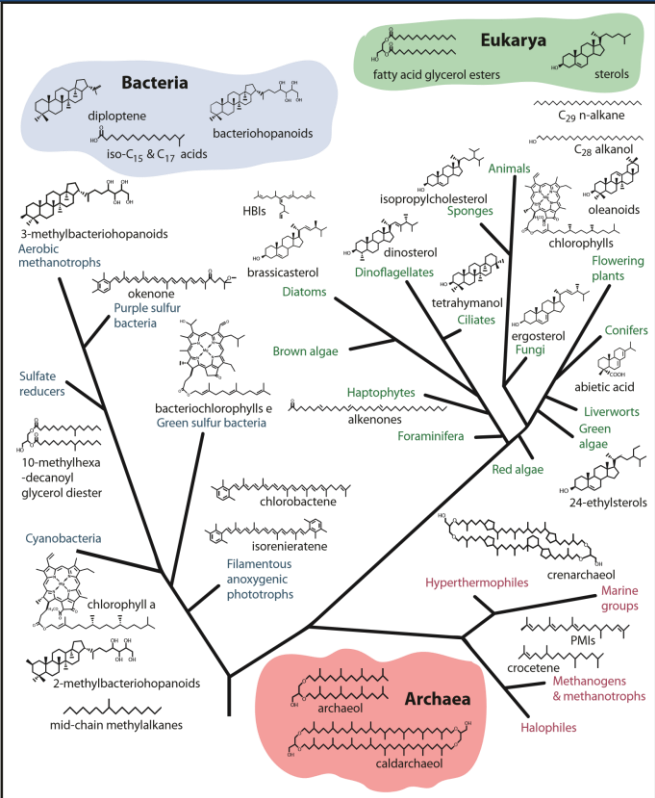 Eukarya
fatty acid glycerol esters
sterols
Bacteria
diploptene
bacteriohopanoids
iso-C15 & C17 acids
C29 n-alkane
C28 alkanol
3-methylbacteriohopanoids
Aerobic
methanotrophs
HBIs
isopropylcholesterol
Animals
oleanoids
Sponges
chlorophylls
okenone
Purple sulfur
bacteria
brassicasterol
dinosterol
Dinoflagellates
Flowering
plants
Diatoms
tetrahymanol
Ciliates
ergosterol
Fungi
Conifers
Brown algae
abietic acid
COOH
Sulfate
reducers
bacteriochlorophylls e
Green sulfur bacteria
Haptophytes
alkenones
Foraminifera
Liverworts
Green
algae
Red algae
10-methylhexa
-decanoyl
glycerol diester
24-ethylsterols
chlorobactene
isorenieratene
Cyanobacteria
Filamentous
anoxygenic
phototrophs
crenarchaeol
Hyperthermophiles
Marine
groups
chlorophyll a
PMIs
crocetene
Methanogens
& methanotrophs
2-methylbacteriohopanoids
mid-chain methylalkanes
archaeol
Archaea
caldarchaeol
Halophiles